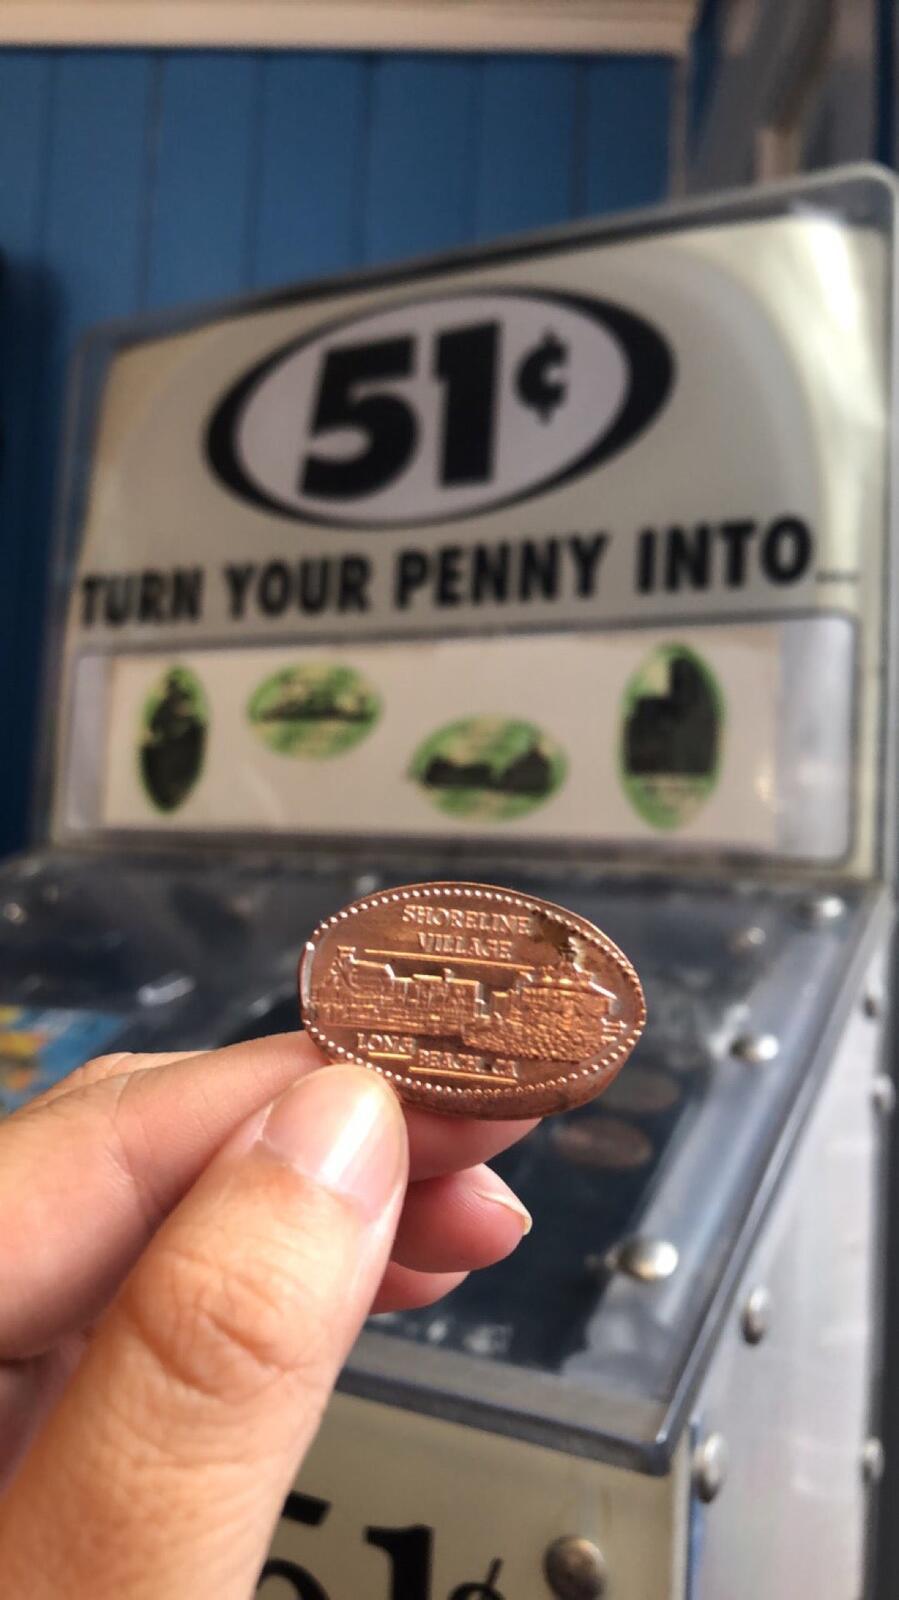 51¢
TURN YOUR PENNY INTO...
SHORELINE
VILLAGE
LONG BEACH, CA
51¢